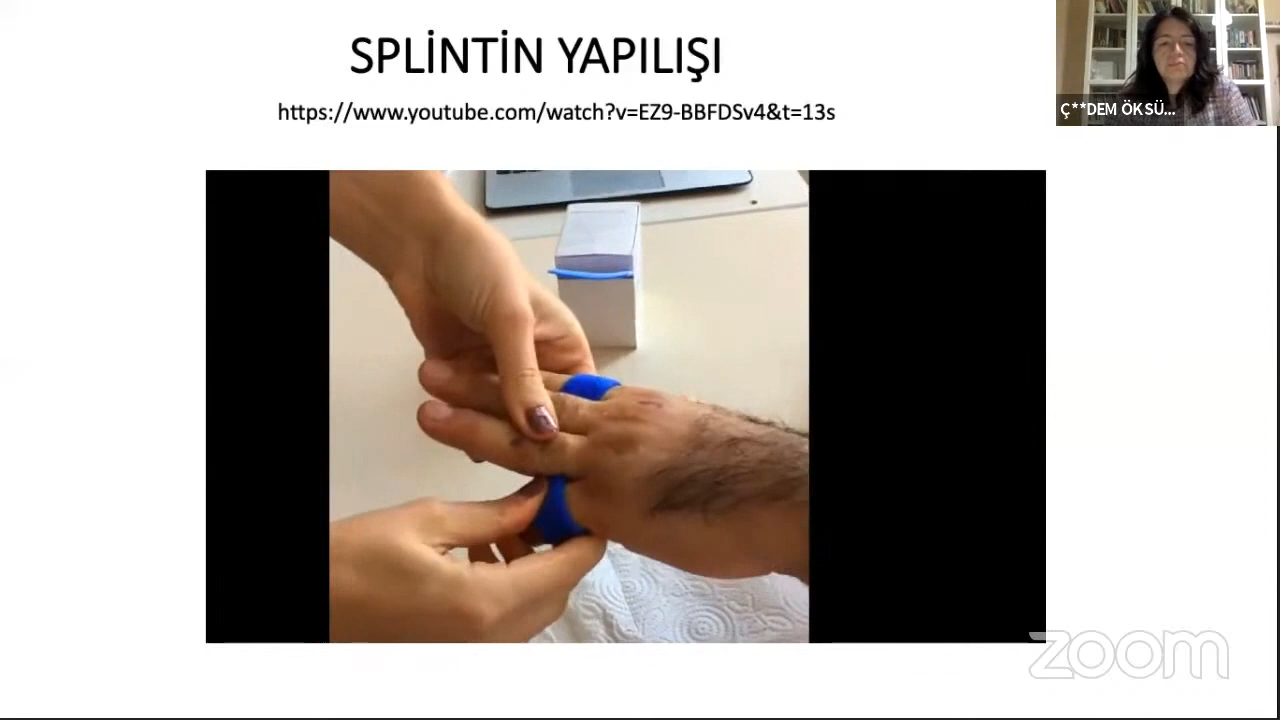 SPLİNTİN YAPILIŞI
https://www.youtube.com/watch?v=EZ9-BBFDSv4&t=13s
Ç**DEM ÖKSÜ...
zoom